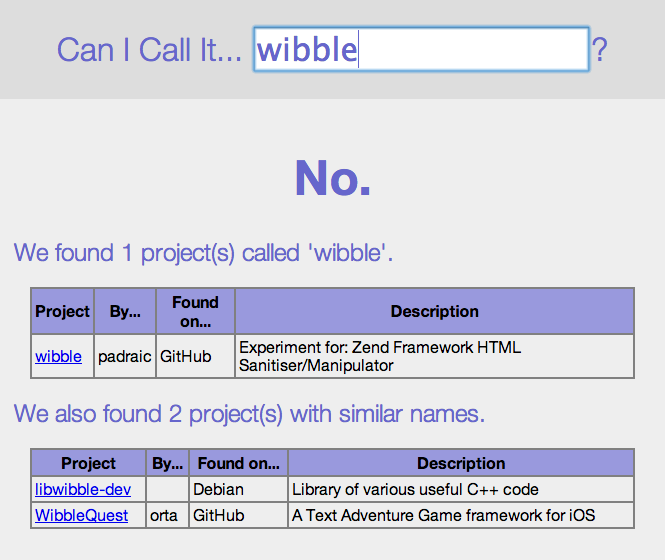 Can I Call It... wibble?
No.
We found 1 project(s) called 'wibble'.
Project By... Found on... Description
wibble padraic GitHub Experiment for: Zend Framework HTML Sanitiser/Manipulator
We also found 2 project(s) with similar names.
Project By... Found on... Description
libwibble-dev Debian Library of various useful C++ code
WibbleQuest orta GitHub A Text Adventure Game framework for iOS